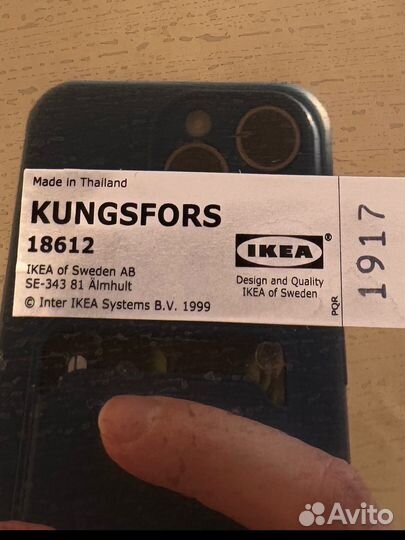 Made in Thailand
KUNGSFORS
18612
IKEA of Sweden AB
SE-343 81 Älmhult
© Inter IKEA Systems B.V. 1999
IKEA®
Design and Quality
IKEA of Sweden
PQR
1917
Avito